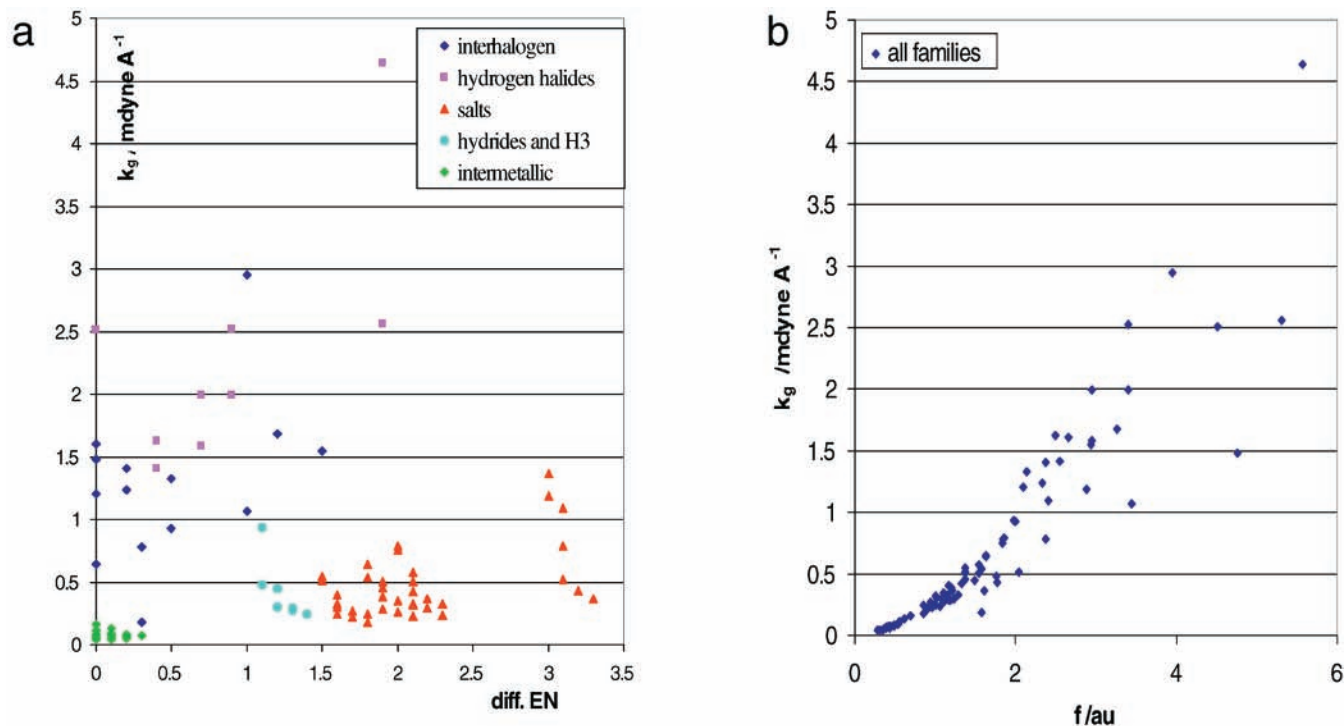 a
k g / mdyne A -1
5
4.5
4
3.5
3
2.5
2
1.5
1
0.5
0
interhalogen
hydrogen halides
salts
hydrides and H3
intermetallic
0 0.5 1 1.5 2 2.5 3 3.5
diff. EN
b
all families
k g /mdyne A -1
5
4.5
4
3.5
3
2.5
2
1.5
1
0.5
0
0 2 4 6
f/au